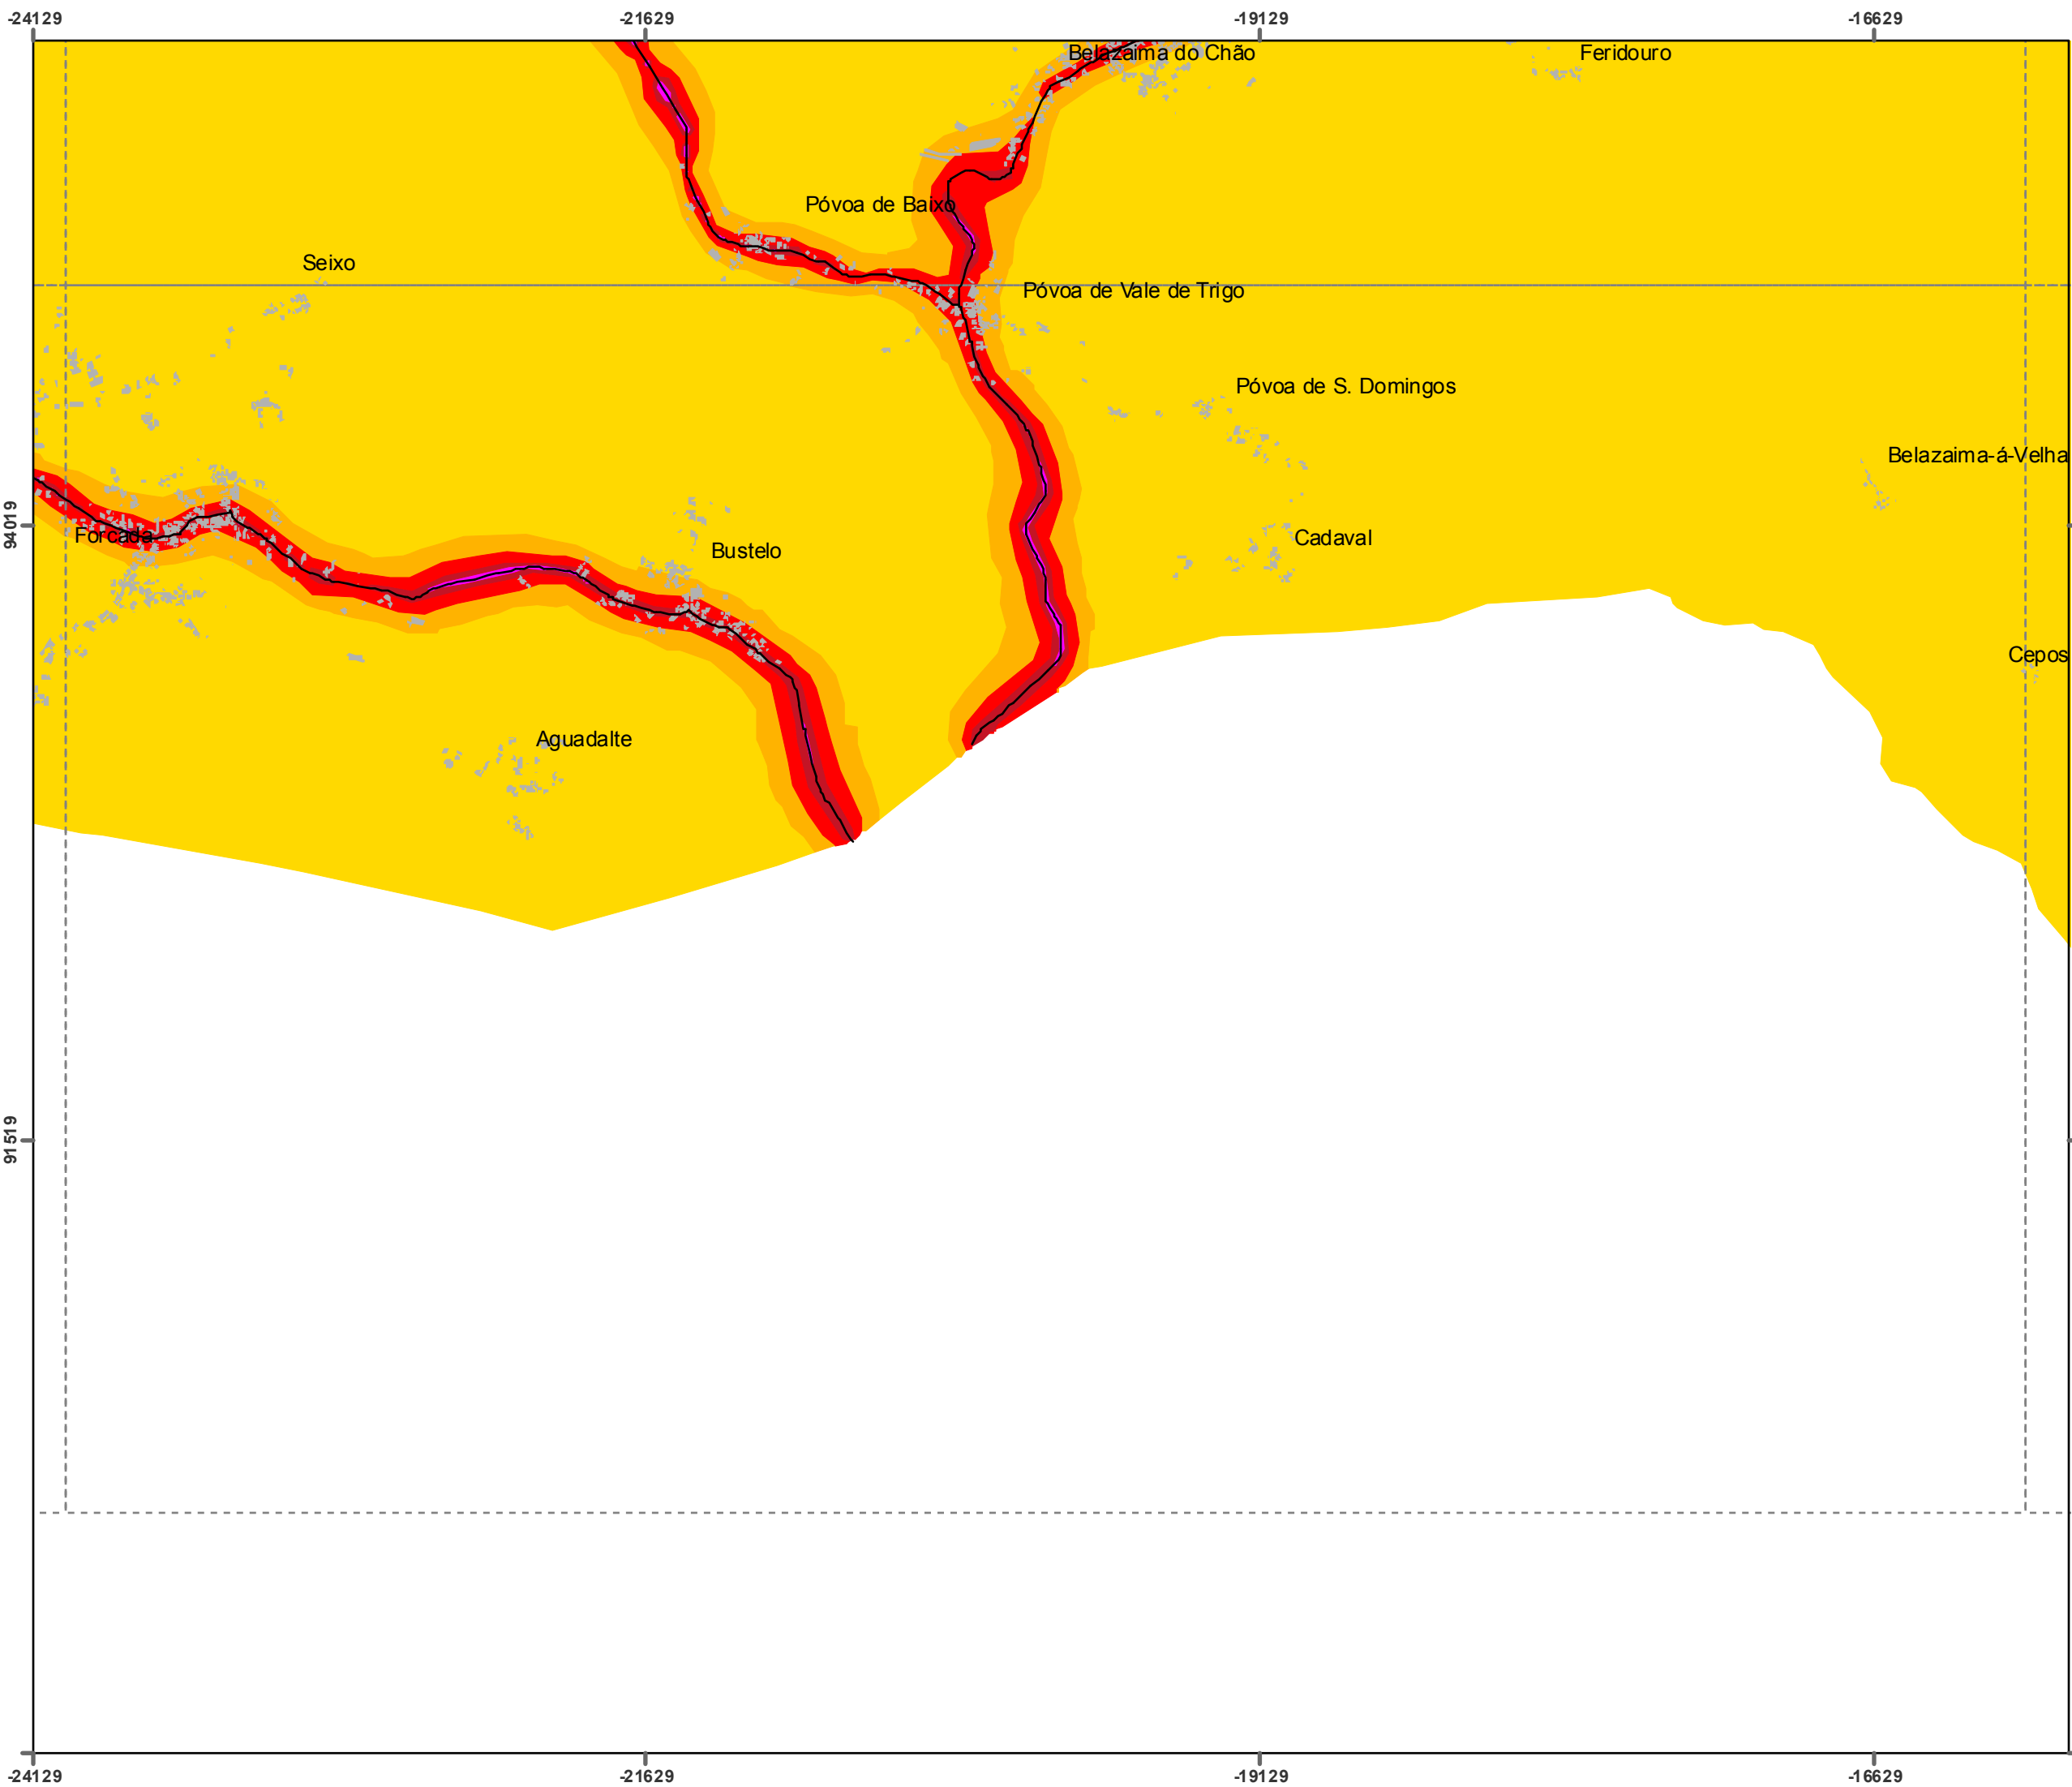 -24129
-21629
-19129
-16629
Belazaima do Chão
Feridouro
Póvoa de Baixo
Seixo
Póvoa de Vale de Trigo
Póvoa de S. Domingos
Belazaima-á-Velha
94019
Forcada
Cadaval
Bustelo
Cepos
Aguadalte
91519
-24129
-21629
-19129
-16629